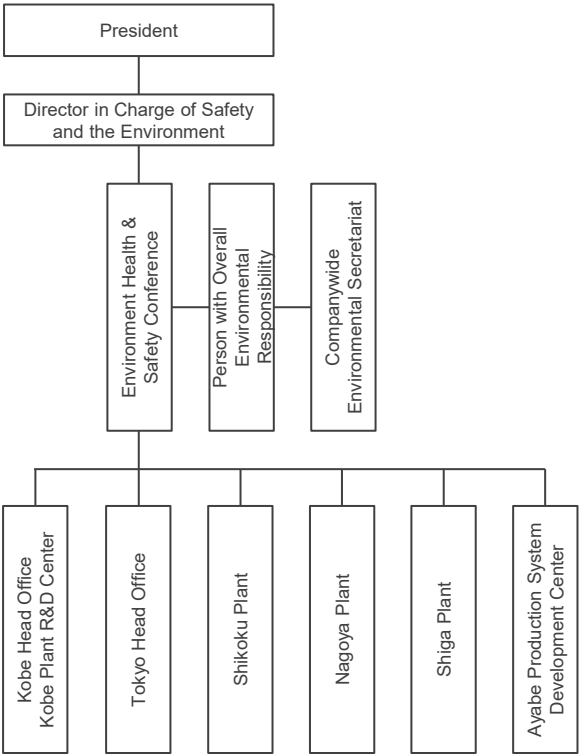 President
Director in Charge of Safety
and the Environment
Environment Health &
Safety Conference
Person with Overall
Environmental
Responsibility
Companywide
Environmental Secretariat
Kobe Head Office
Kobe Plant R&D Center
Tokyo Head Office
Shikoku Plant
Nagoya Plant
Shiga Plant
Ayabe Production System
Development Center